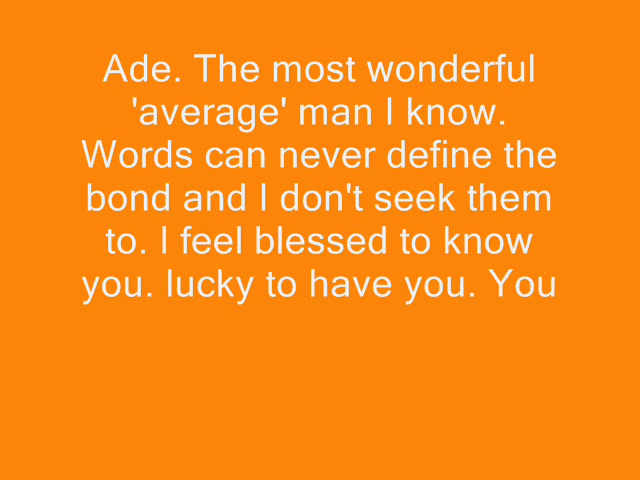 Ade. The most wonderful
'average' man I know.
Words can never define the
bond and I don't seek them
to. I feel blessed to know
you. lucky to have you. You